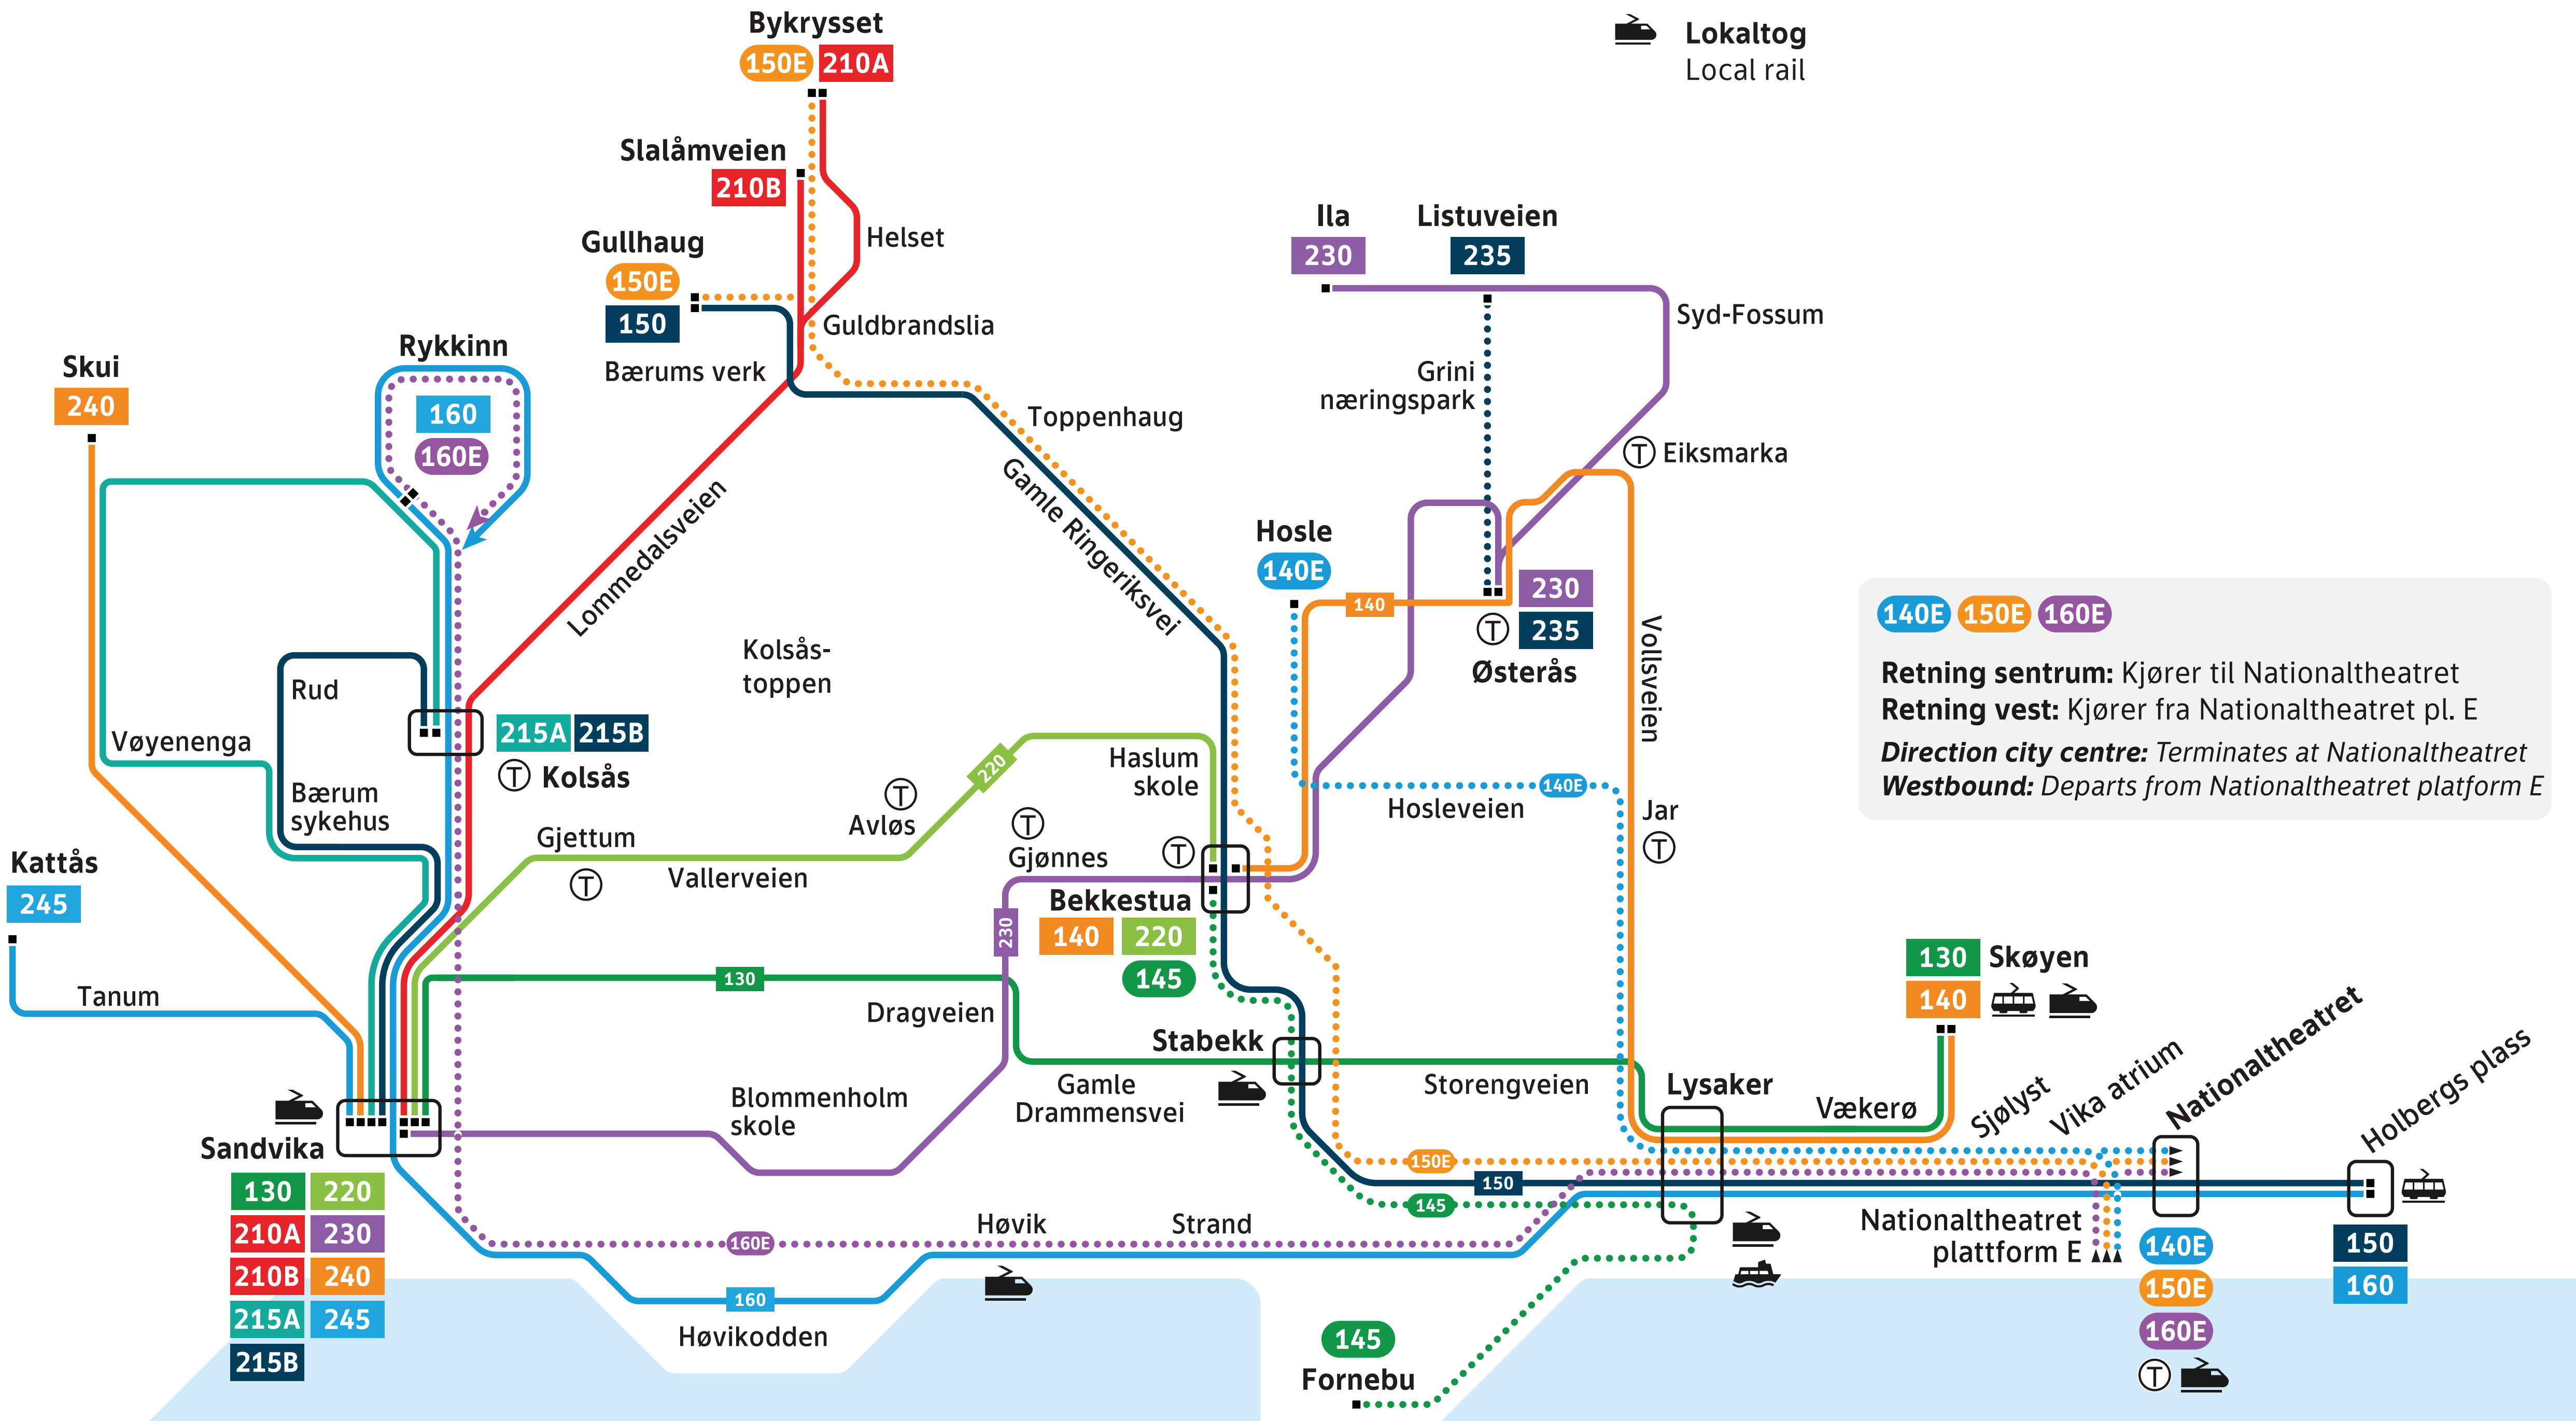 Bykrysset
150E 210A
Lokaltog
Local rail
Slalåmveien
210B
Gullhaug
150E
150
Helset
Guldbrandslia
Bærums verk
Ila
230
Listuveien
235
Syd-Fossum
Grini
næringspark
T Eiksmarka
Skui
240
Rykkinn
160
160E
Toppenhaug
Gamle Ringeriksvei
Lommedalsveien
Kolsås-
toppen
Hosle
140E
140
230
T 235
Østerås
Vollsveien
140E 150E 160E
Retning sentrum: Kjører til Nationaltheatret
Retning vest: Kjører fra Nationaltheatret pl. E
Direction city centre: Terminates at Nationaltheatret
Westbound: Departs from Nationaltheatret platform E
Rud
Vøyenenga
215A 215B
T Kolsås
Bærum
sykehus
Haslum
skole
220
T
Avløs
Gjettum
T
Vallerveien
T
Gjønnes
T
140E
Hosleveien
Jar
T
Kattås
245
Tanum
Bekkestua
140 220
145
230
130
Dragveien
Stabekk
Gamle
Drammensvei
Storengveien
Blommenholm
skole
130 Skøyen
140
Lysaker
Vækerø
Sjølyst
Vika atrium
Nationaltheatret
Holbergs plass
Sandvika
130 220
210A 230
210B 240
215A 245
215B
150E
150
145
160E
160
Høvik
Strand
Høvikodden
Nationaltheatret
plattform E
140E
150E
160E
T
150
160
145
Fornebu